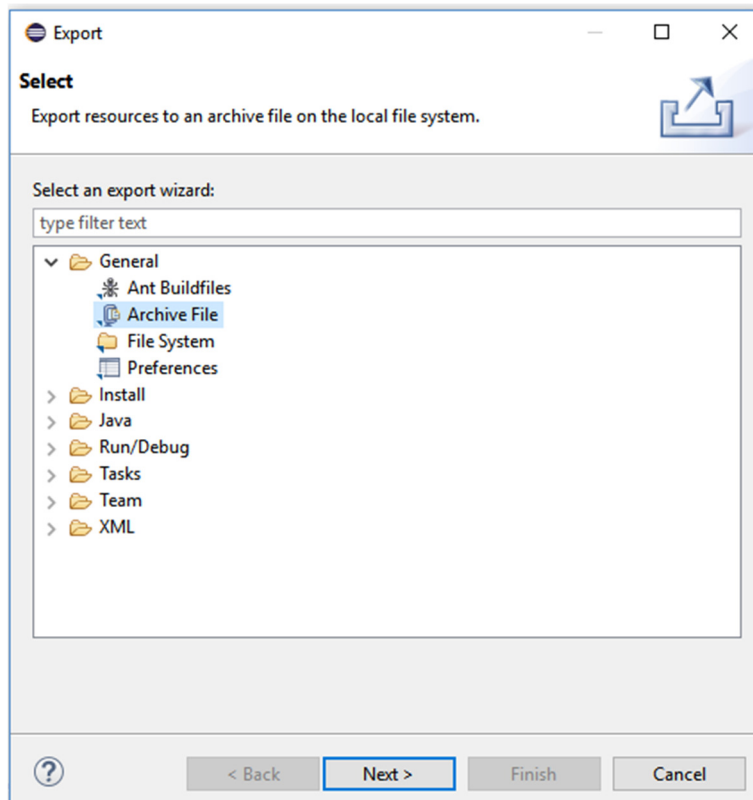 Export
Select
Export resources to an archive file on the local file system.
Select an export wizard:
type filter text
General
Ant Buildfiles
Archive File
File System
Preferences
Install
Java
Run/Debug
Tasks
Team
XML
?
< Back
Next >
Finish
Cancel